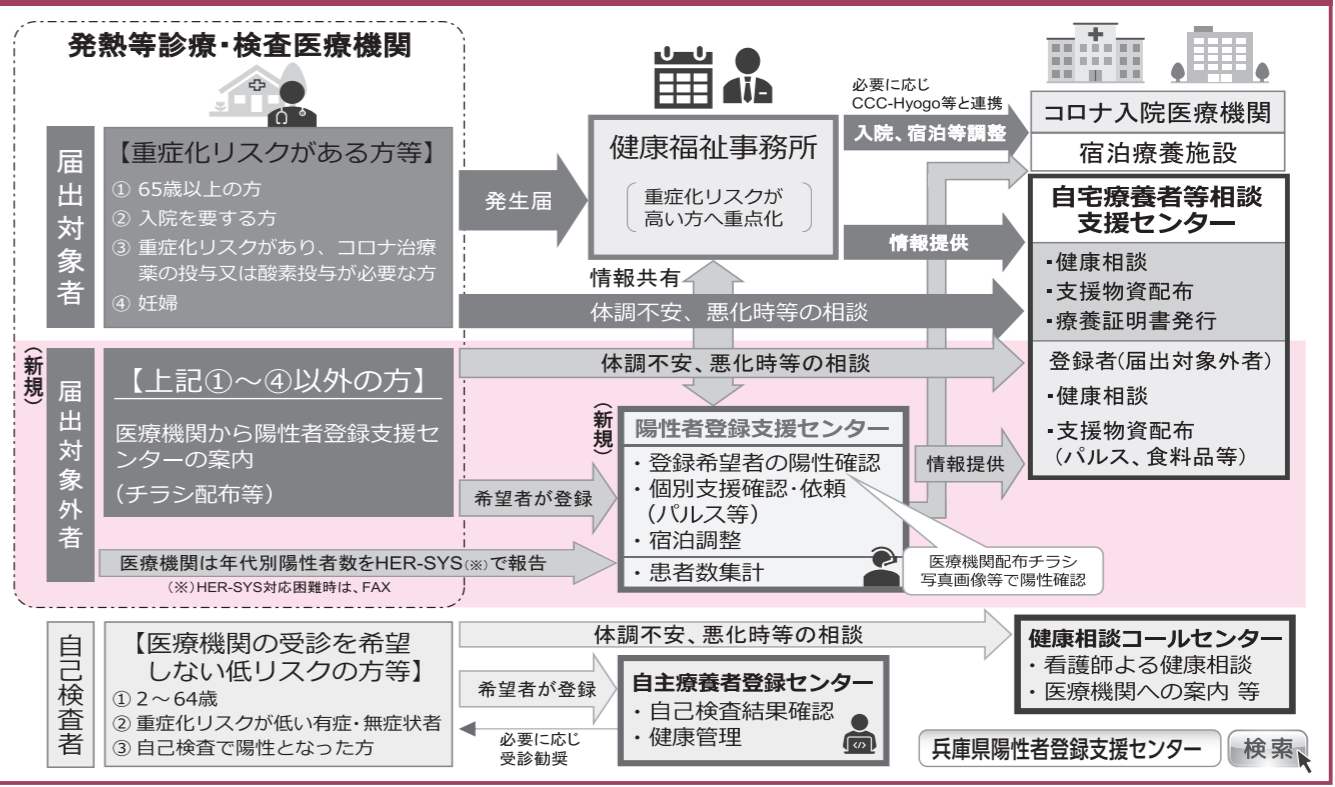 発熱等診療・検査医療機関
届出対象者
【重症化リスクがある方等】
① 65歳以上の方
② 入院を要する方
③ 重症化リスクがあり、コロナ治療
薬の投与又は酸素投与が必要な方
④ 妊婦
発生届
健康福祉事務所
重症化リスクが
高い方へ重点化
必要に応じ
CCC-Hyogo等と連携
入院、宿泊等調整
コロナ入院医療機関
宿泊療養施設
情報提供
自宅療養者等相談
支援センター
・健康相談
・支援物資配布
・療養証明書発行
情報共有
体調不安、悪化時等の相談
(新規)
届出対象外者
【上記①～④以外の方】
医療機関から陽性者登録支援セ
ンターの案内
(チラシ配布等)
体調不安、悪化時等の相談
登録者(届出対象外者)
・健康相談
・支援物資配布
(パルス、食料品等)
希望者が登録
(新規)
陽性者登録支援センター
・登録希望者の陽性確認
・個別支援確認・依頼
(パルス等)
・宿泊調整
・患者数集計
情報提供
医療機関配布チラシ
写真画像等で陽性確認
医療機関は年代別陽性者数をHER-SYS(※)で報告
(※)HER-SYS対応困難時は、FAX
自己検査者
【医療機関の受診を希望
しない低リスクの方等】
① 2～64歳
② 重症化リスクが低い有症・無症状者
③ 自己検査で陽性となった方
体調不安、悪化時等の相談
希望者が登録
必要に応じ
受診勧奨
自主療養者登録センター
・自己検査結果確認
・健康管理
健康相談コールセンター
・看護師よる健康相談
・医療機関への案内 等
兵庫県陽性者登録支援センター
検索